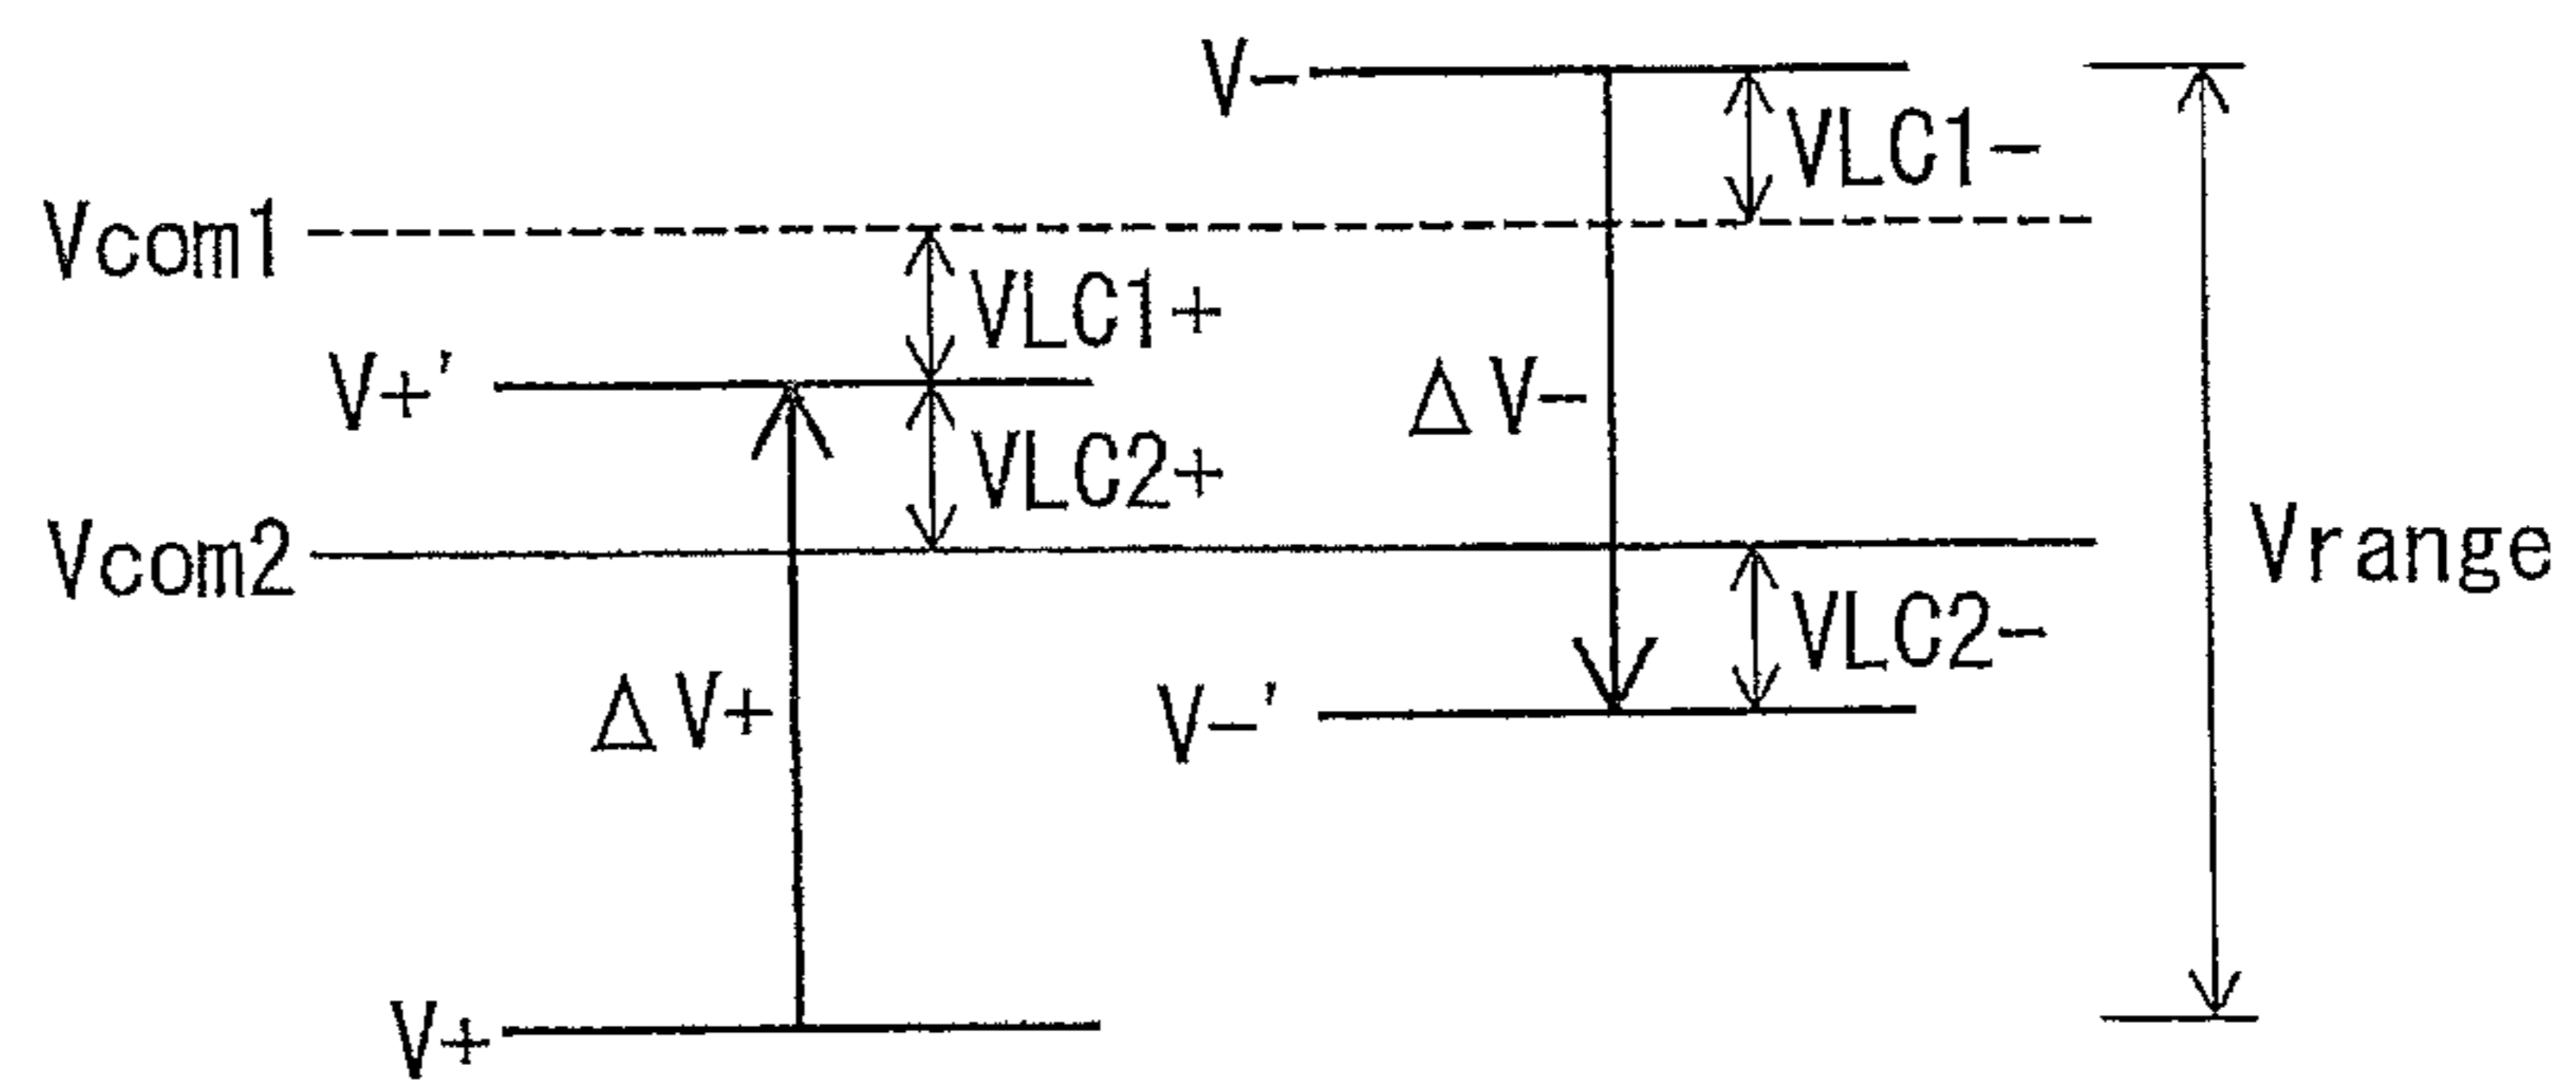 V-
VLC1-
Vcom1
VLC1+
V+'
ΔV-
VLC2+
Vcom2
Vrange
VLC2-
ΔV+
V-'
V+